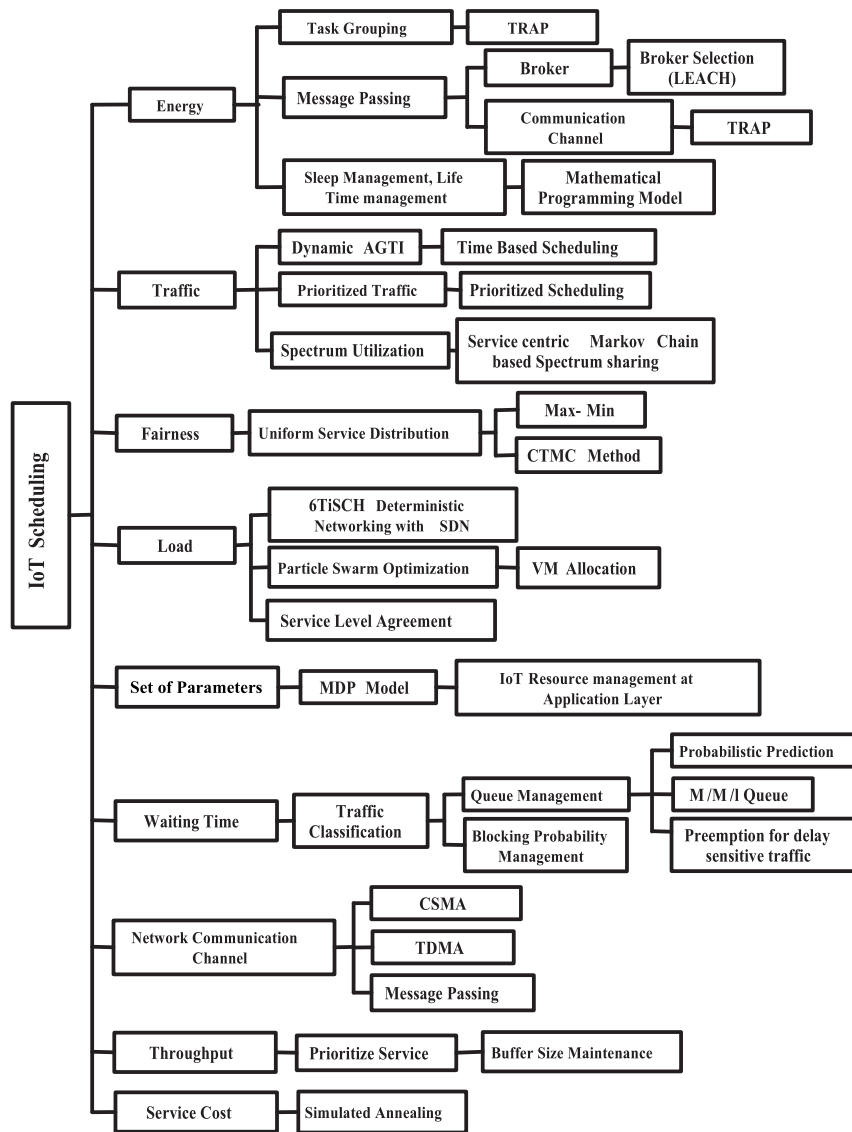 IoT Scheduling
Energy
Task Grouping
TRAP
Message Passing
Broker
Broker Selection
(LEACH)
Communication
Channel
TRAP
Sleep Management, Life
Time management
Mathematical
Programming Model
Traffic
Dynamic AGTI
Time Based Scheduling
Prioritized Traffic
Prioritized Scheduling
Spectrum Utilization
Service centric Markov Chain
based Spectrum sharing
Fairness
Uniform Service Distribution
Max- Min
CTMC Method
Load
6TiSCH Deterministic
Networking with SDN
Particle Swarm Optimization
VM Allocation
Service Level Agreement
Set of Parameters
MDP Model
IoT Resource management at
Application Layer
Waiting Time
Traffic
Classification
Queue Management
Probabilistic Prediction
M/M/l Queue
Preemption for delay
sensitive traffic
Blocking Probability
Management
Network Communication
Channel
CSMA
TDMA
Message Passing
Throughput
Prioritize Service
Buffer Size Maintenance
Service Cost
Simulated Annealing